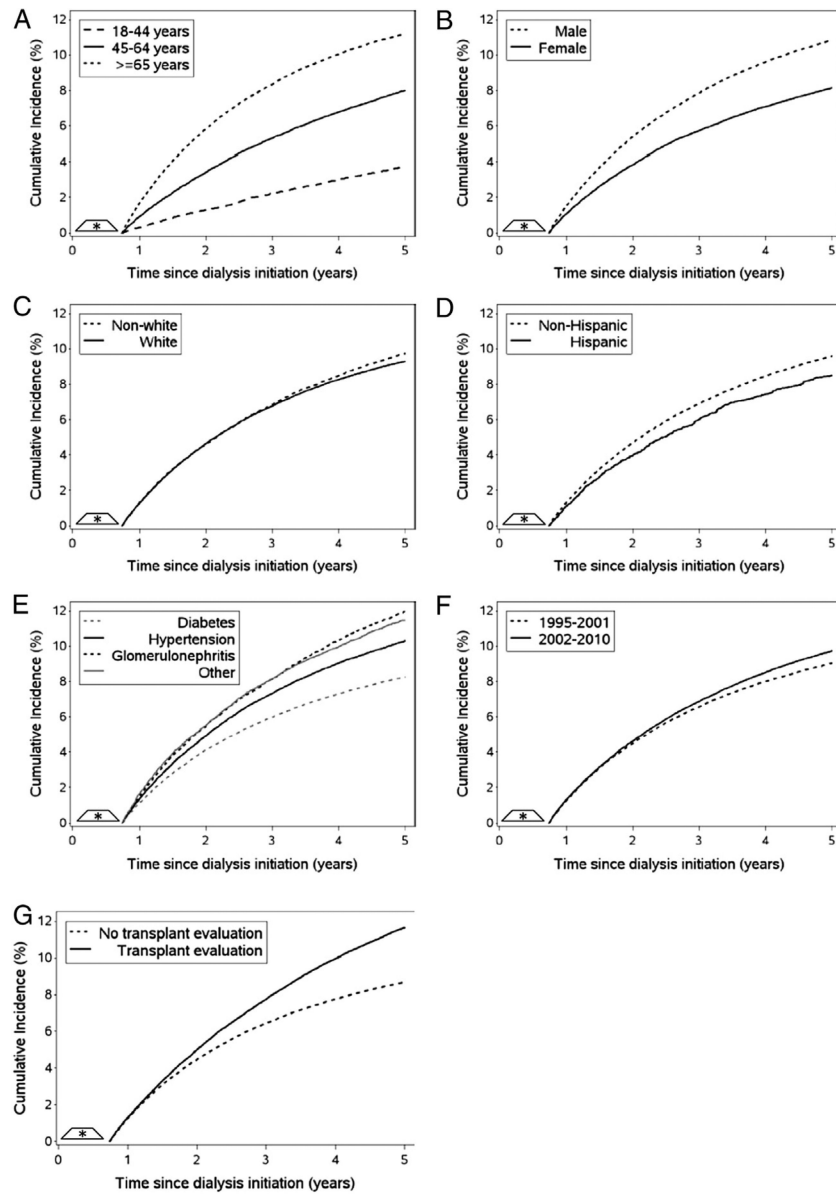 A
12
10
8
6
4
2
0
Cumulative Incidence (%)
18-44 years
45-64 years
>=65 years
*
0 1 2 3 4 5
Time since dialysis initiation (years)
B
12
10
8
6
4
2
0
Cumulative Incidence (%)
Male
Female
*
0 1 2 3 4 5
Time since dialysis initiation (years)
C
12
10
8
6
4
2
0
Cumulative Incidence (%)
Non-white
White
*
0 1 2 3 4 5
Time since dialysis initiation (years)
D
12
10
8
6
4
2
0
Cumulative Incidence (%)
Non-Hispanic
Hispanic
*
0 1 2 3 4 5
Time since dialysis initiation (years)
E
12
10
8
6
4
2
0
Cumulative Incidence (%)
Diabetes
Hypertension
Glomerulonephritis
Other
*
0 1 2 3 4 5
Time since dialysis initiation (years)
F
12
10
8
6
4
2
0
Cumulative Incidence (%)
1995-2001
2002-2010
*
0 1 2 3 4 5
Time since dialysis initiation (years)
G
12
10
8
6
4
2
0
Cumulative Incidence (%)
No transplant evaluation
Transplant evaluation
*
0 1 2 3 4 5
Time since dialysis initiation (years)